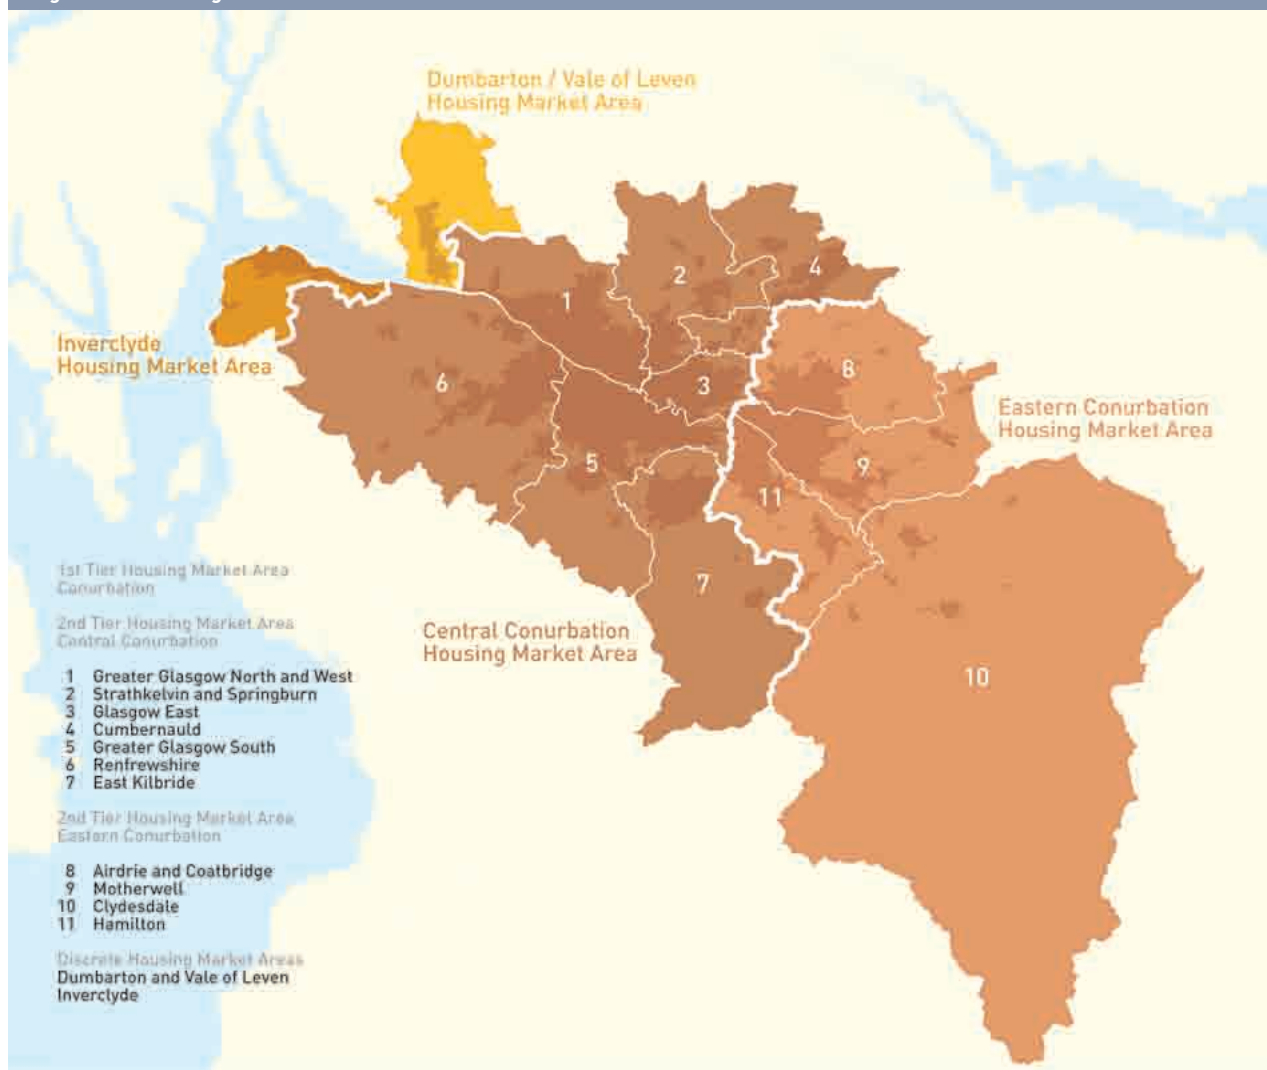 Dumbarton / Vale of Leven
Housing Market Area
2
4
1
Inverclyde
Housing Market Area
6
3
8
Eastern Conurbation
Housing Market Area
5
9
11
7
1st Tier Housing Market Area
Conurbation
2nd Tier Housing Market Area
Central Conurbation
Central Conurbation
Housing Market Area
10
1 Greater Glasgow North and West
2 Strathkelvin and Springburn
3 Glasgow East
4 Cumbernauld
5 Greater Glasgow South
6 Renfrewshire
7 East Kilbride
2nd Tier Housing Market Area
Eastern Conurbation
8 Airdrie and Coatbridge
9 Motherwell
10 Clydesdale
11 Hamilton
Discrete Housing Market Areas
Dumbarton and Vale of Leven
Inverclyde